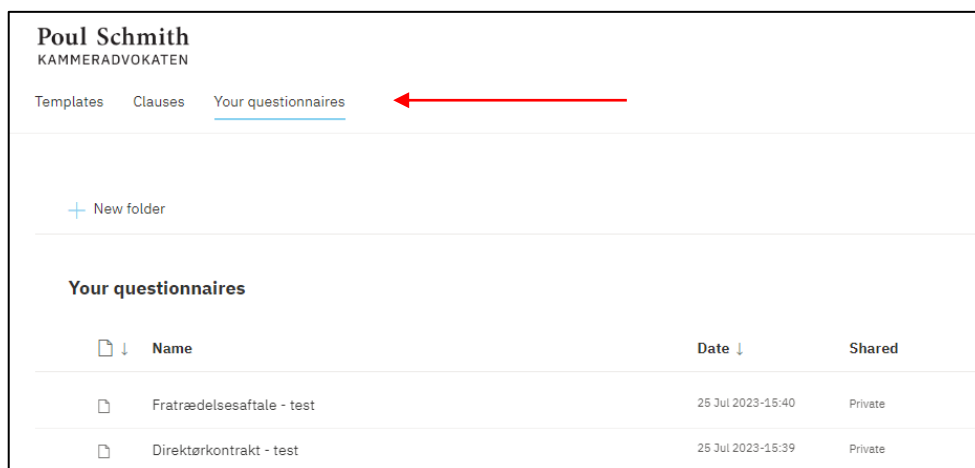 Poul Schmith
KAMMERADVOKATEN
Templates Clauses Your questionnaires
New folder
Your questionnaires
Name Date ↓ Shared
Fratrædelsesaftale - test 25 Jul 2023-15:40 Private
Direktørkontrakt - test 25 Jul 2023-15:39 Private